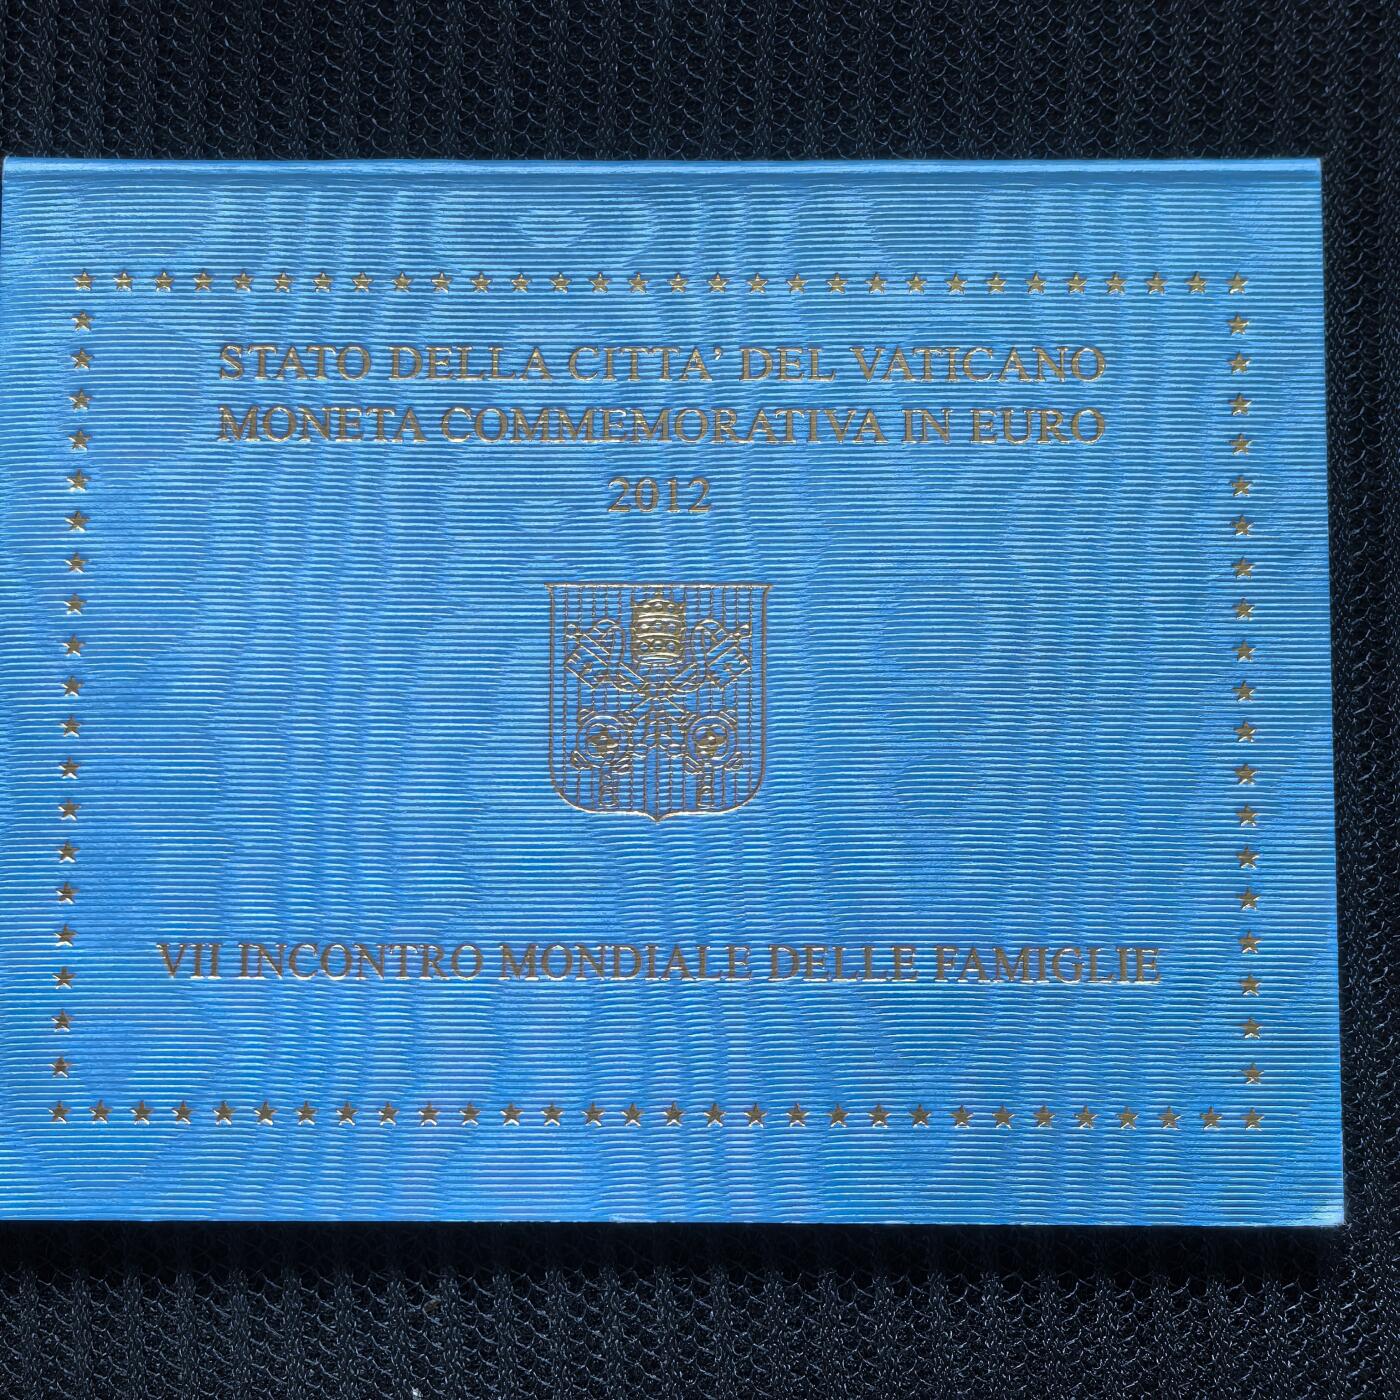 STATO DELLA CITTA' DEL VATICANO
MONETA COMMEMORATIVA IN EURO
2012
VII INCONTRO MONDIALE DELLE FAMIGLIE